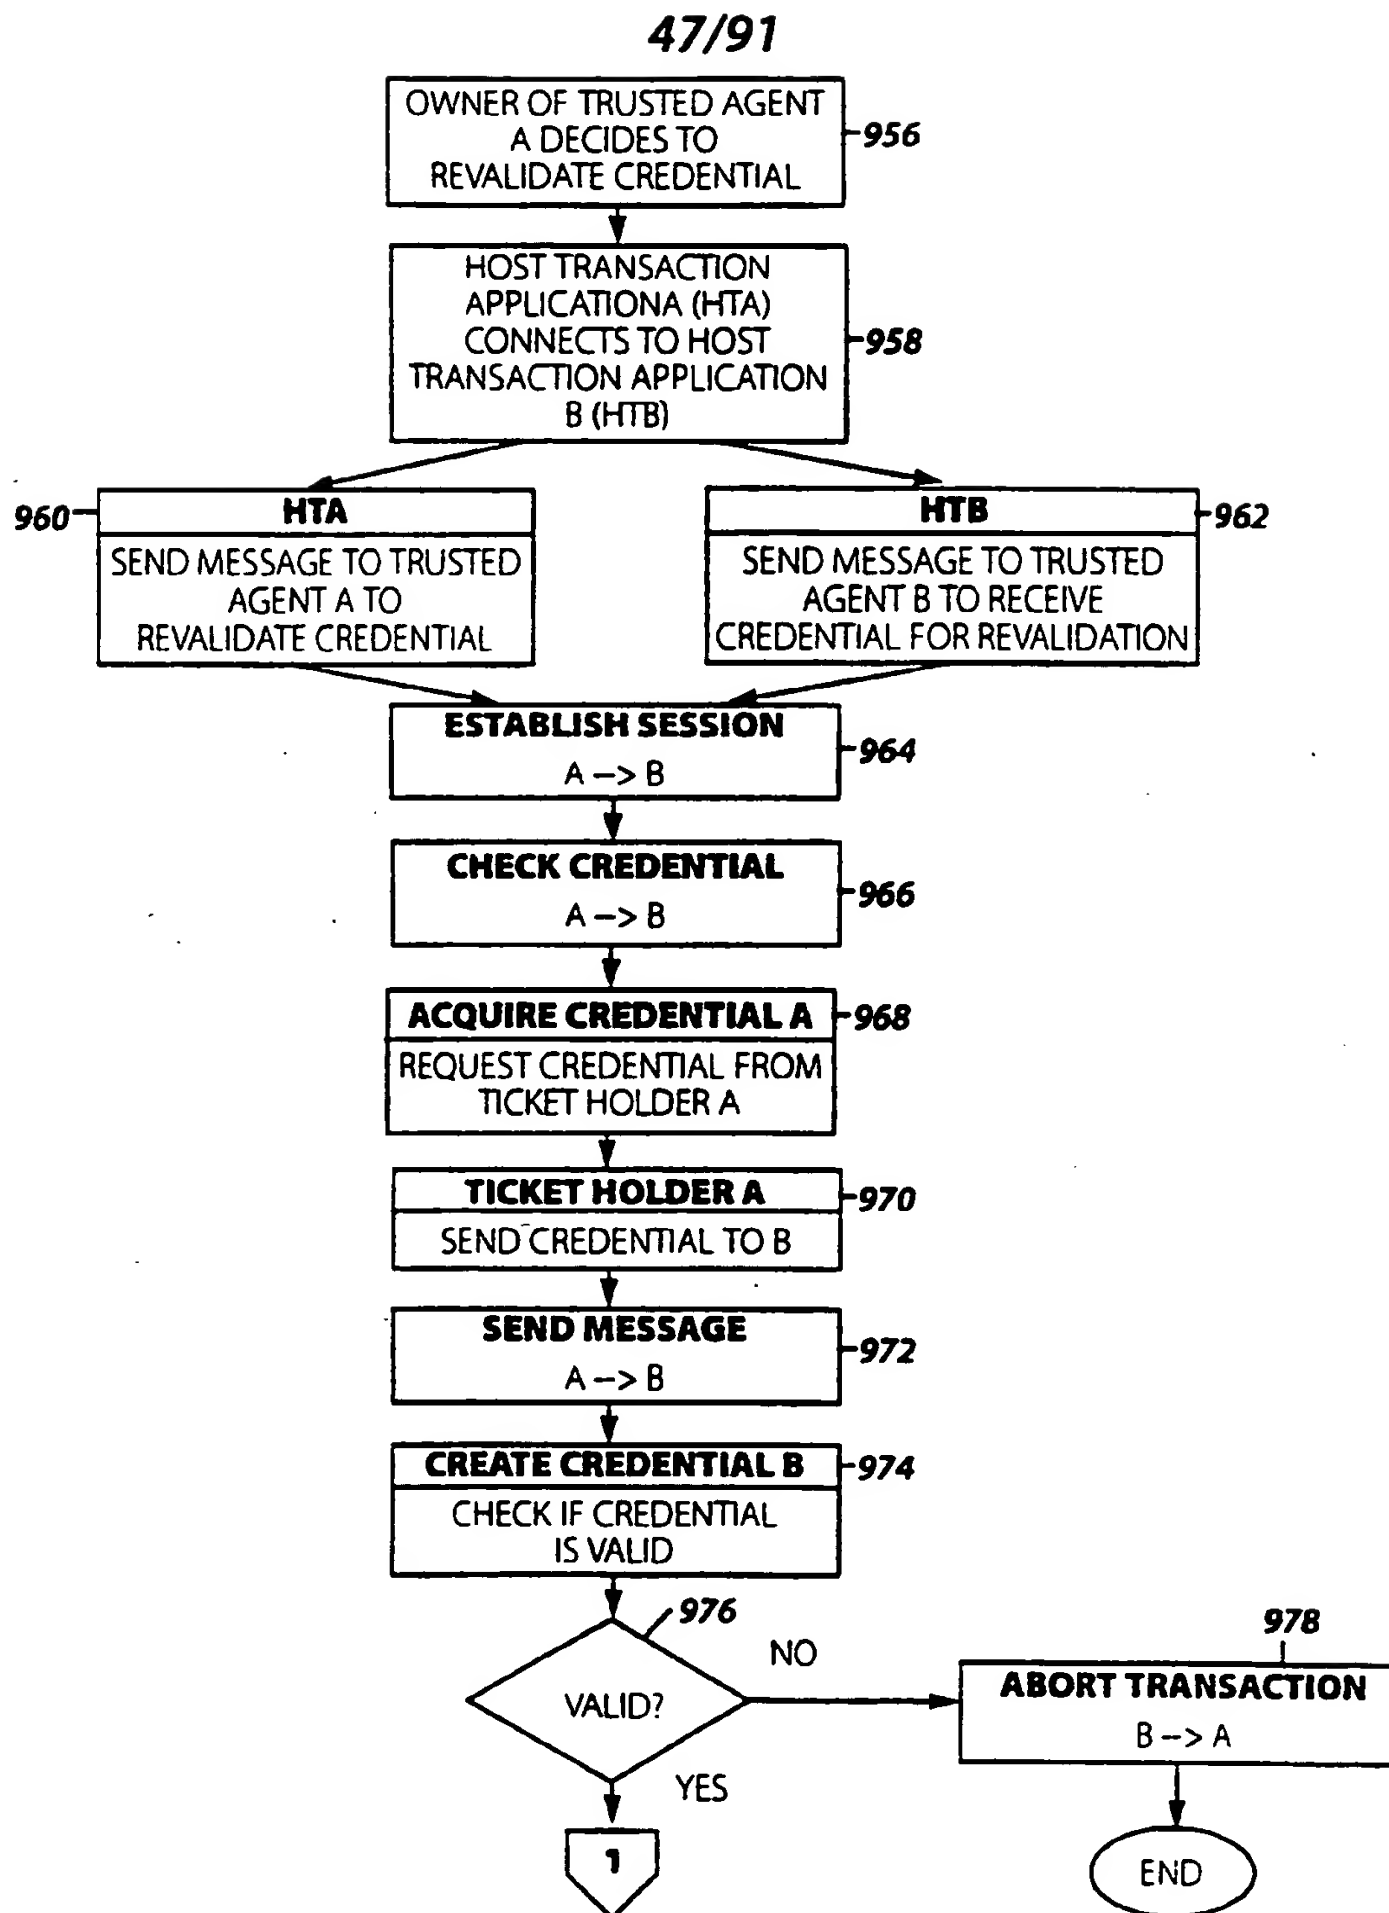 47/91
OWNER OF TRUSTED AGENT
A DECIDES TO
REVALIDATE CREDENTIAL
956
HOST TRANSACTION
APPLICATIONA (HTA)
CONNECTS TO HOST
TRANSACTION APPLICATION
B (HTB)
958
960
HTA
SEND MESSAGE TO TRUSTED
AGENT A TO
REVALIDATE CREDENTIAL
HTB
962
SEND MESSAGE TO TRUSTED
AGENT B TO RECEIVE
CREDENTIAL FOR REVALIDATION
ESTABLISH SESSION
964
A --> B
CHECK CREDENTIAL
966
A --> B
ACQUIRE CREDENTIAL A
968
REQUEST CREDENTIAL FROM
TICKET HOLDER A
TICKET HOLDER A
970
SEND CREDENTIAL TO B
SEND MESSAGE
972
A --> B
CREATE CREDENTIAL B
974
CHECK IF CREDENTIAL
IS VALID
976
VALID?
NO
YES
978
ABORT TRANSACTION
B --> A
1
END